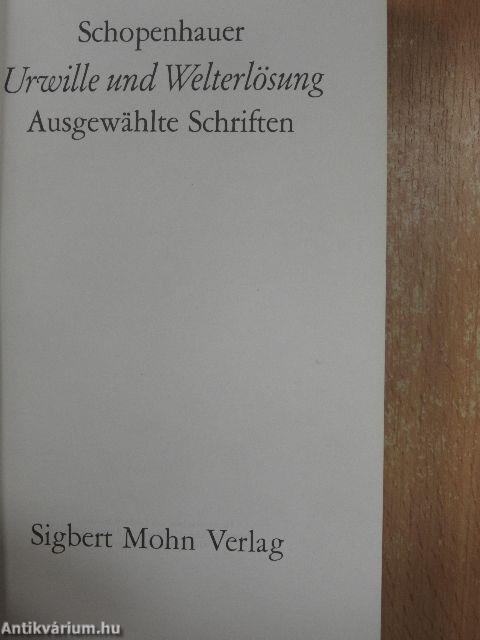 Schopenhauer
Urwille und Welterlösung
Ausgewählte Schriften
Sigbert Mohn Verlag
Antikvárium.hu